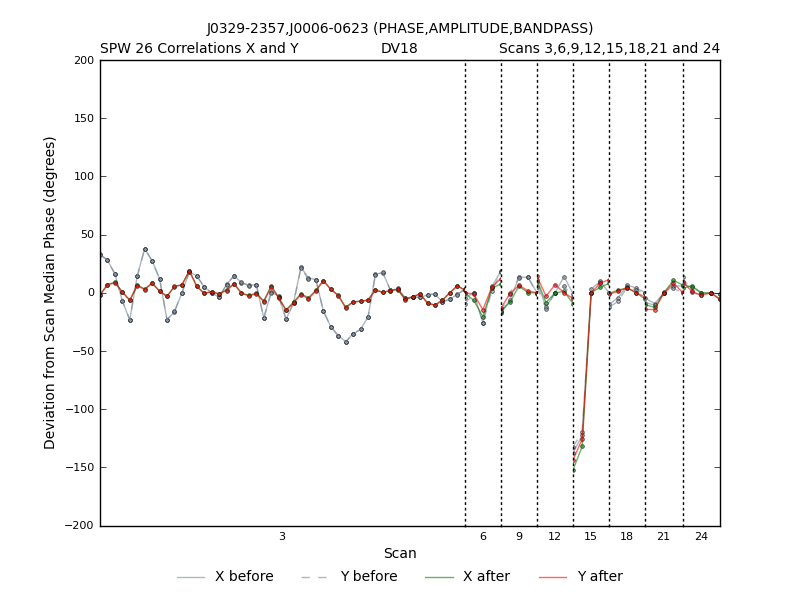 J0329-2357,J0006-0623 (PHASE,AMPLITUDE,BANDPASS)
SPW 26 Correlations X and Y DV18 Scans 3,6,9,12,15,18,21 and 24
200
150
100
50
0
−50
−100
−150
−200
Deviation from Scan Median Phase (degrees)
3 6 9 12 15 18 21 24
Scan
X before Y before X after Y after